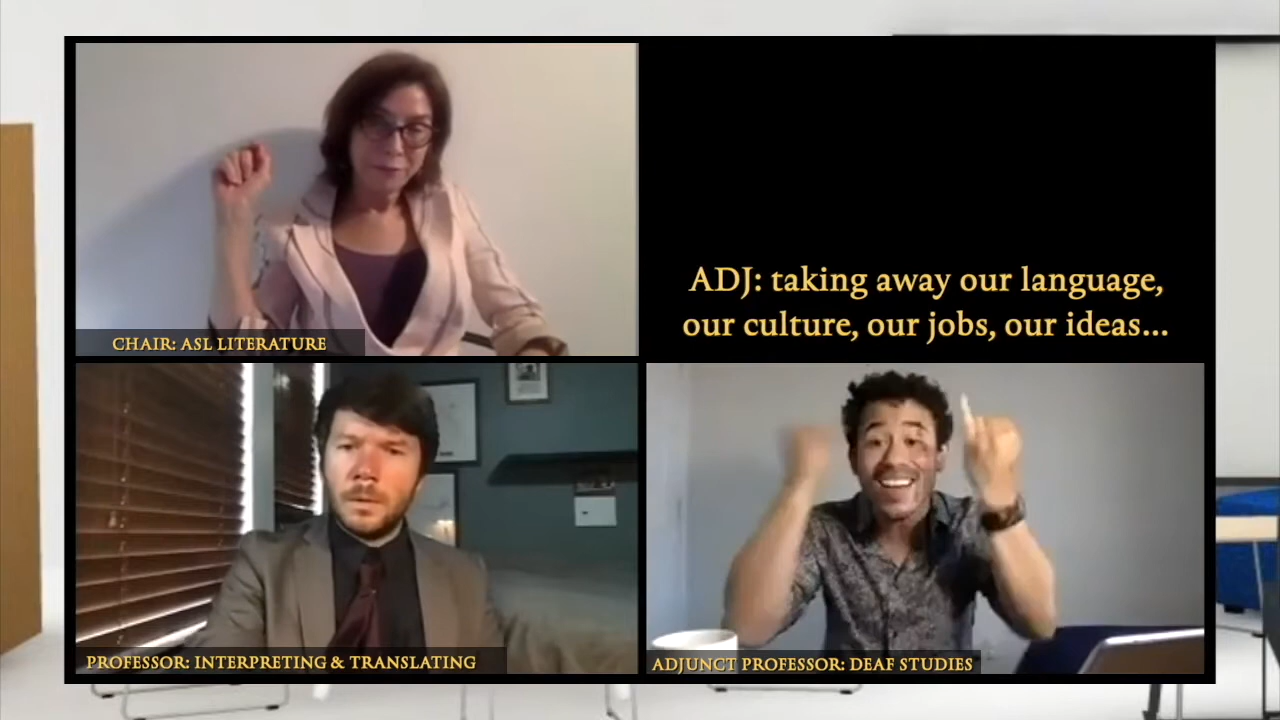 ADJ: taking away our language,
our culture, our jobs, our ideas...
CHAIR: ASL LITERATURE
PROFESSOR: INTERPRETING & TRANSLATING
ADJUNCT PROFESSOR: DEAF STUDIES